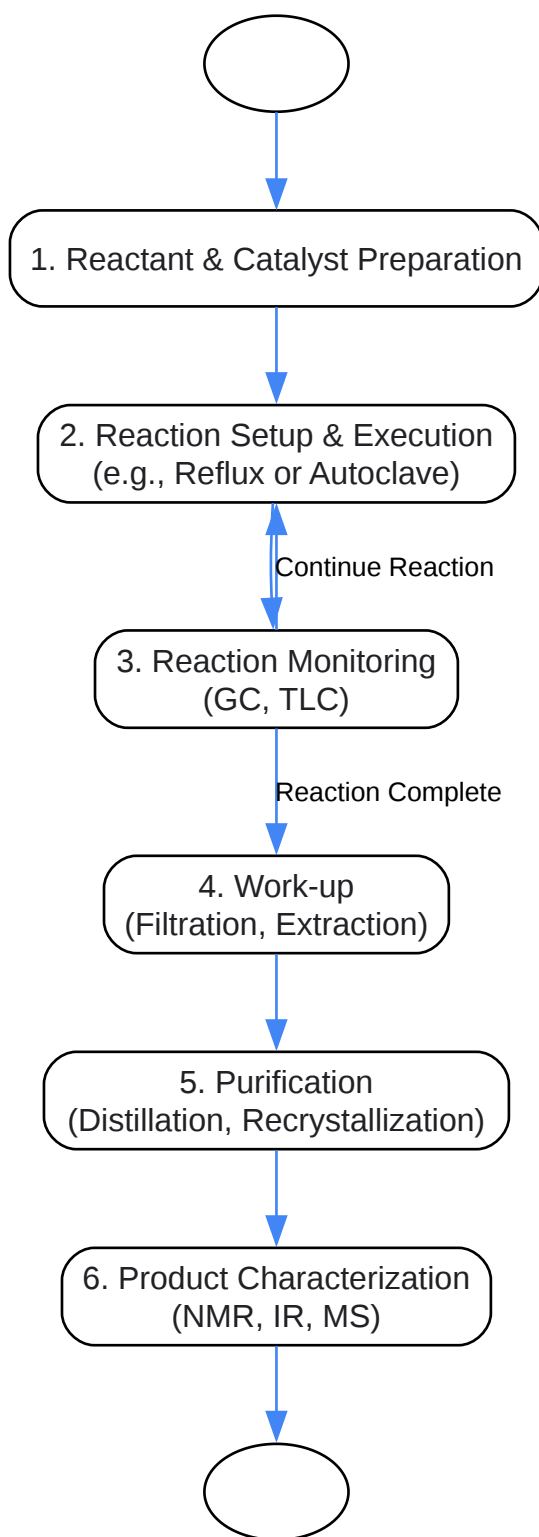 1. Reactant & Catalyst Preparation
2. Reaction Setup & Execution
(e.g., Reflux or Autoclave)
Continue Reaction
3. Reaction Monitoring
(GC, TLC)
Reaction Complete
4. Work-up
(Filtration, Extraction)
5. Purification
(Distillation, Recrystallization)
6. Product Characterization
(NMR, IR, MS)